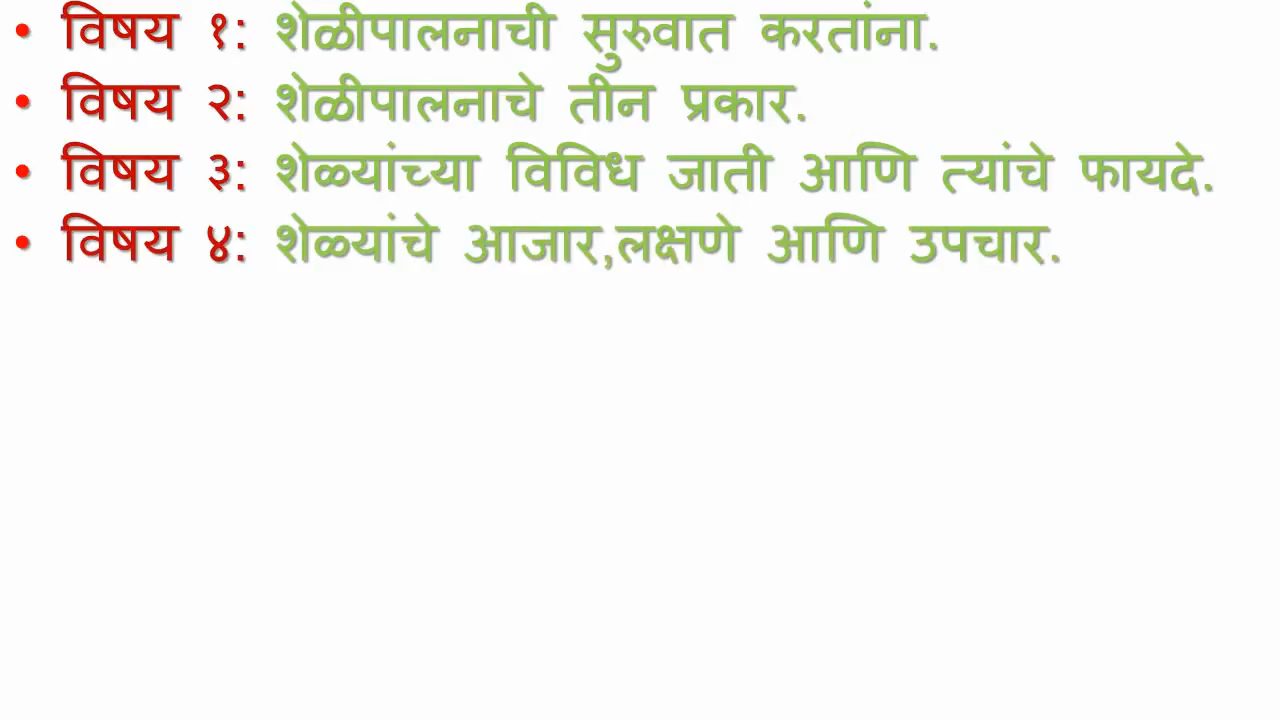 • विषय १: शेळीपालनाची सुरुवात करतांना.
• विषय २: शेळीपालनाचे तीन प्रकार.
• विषय ३: शेळ्यांच्या विविध जाती आणि त्यांचे फायदे.
• विषय ४: शेळ्यांचे आजार,लक्षणे आणि उपचार.